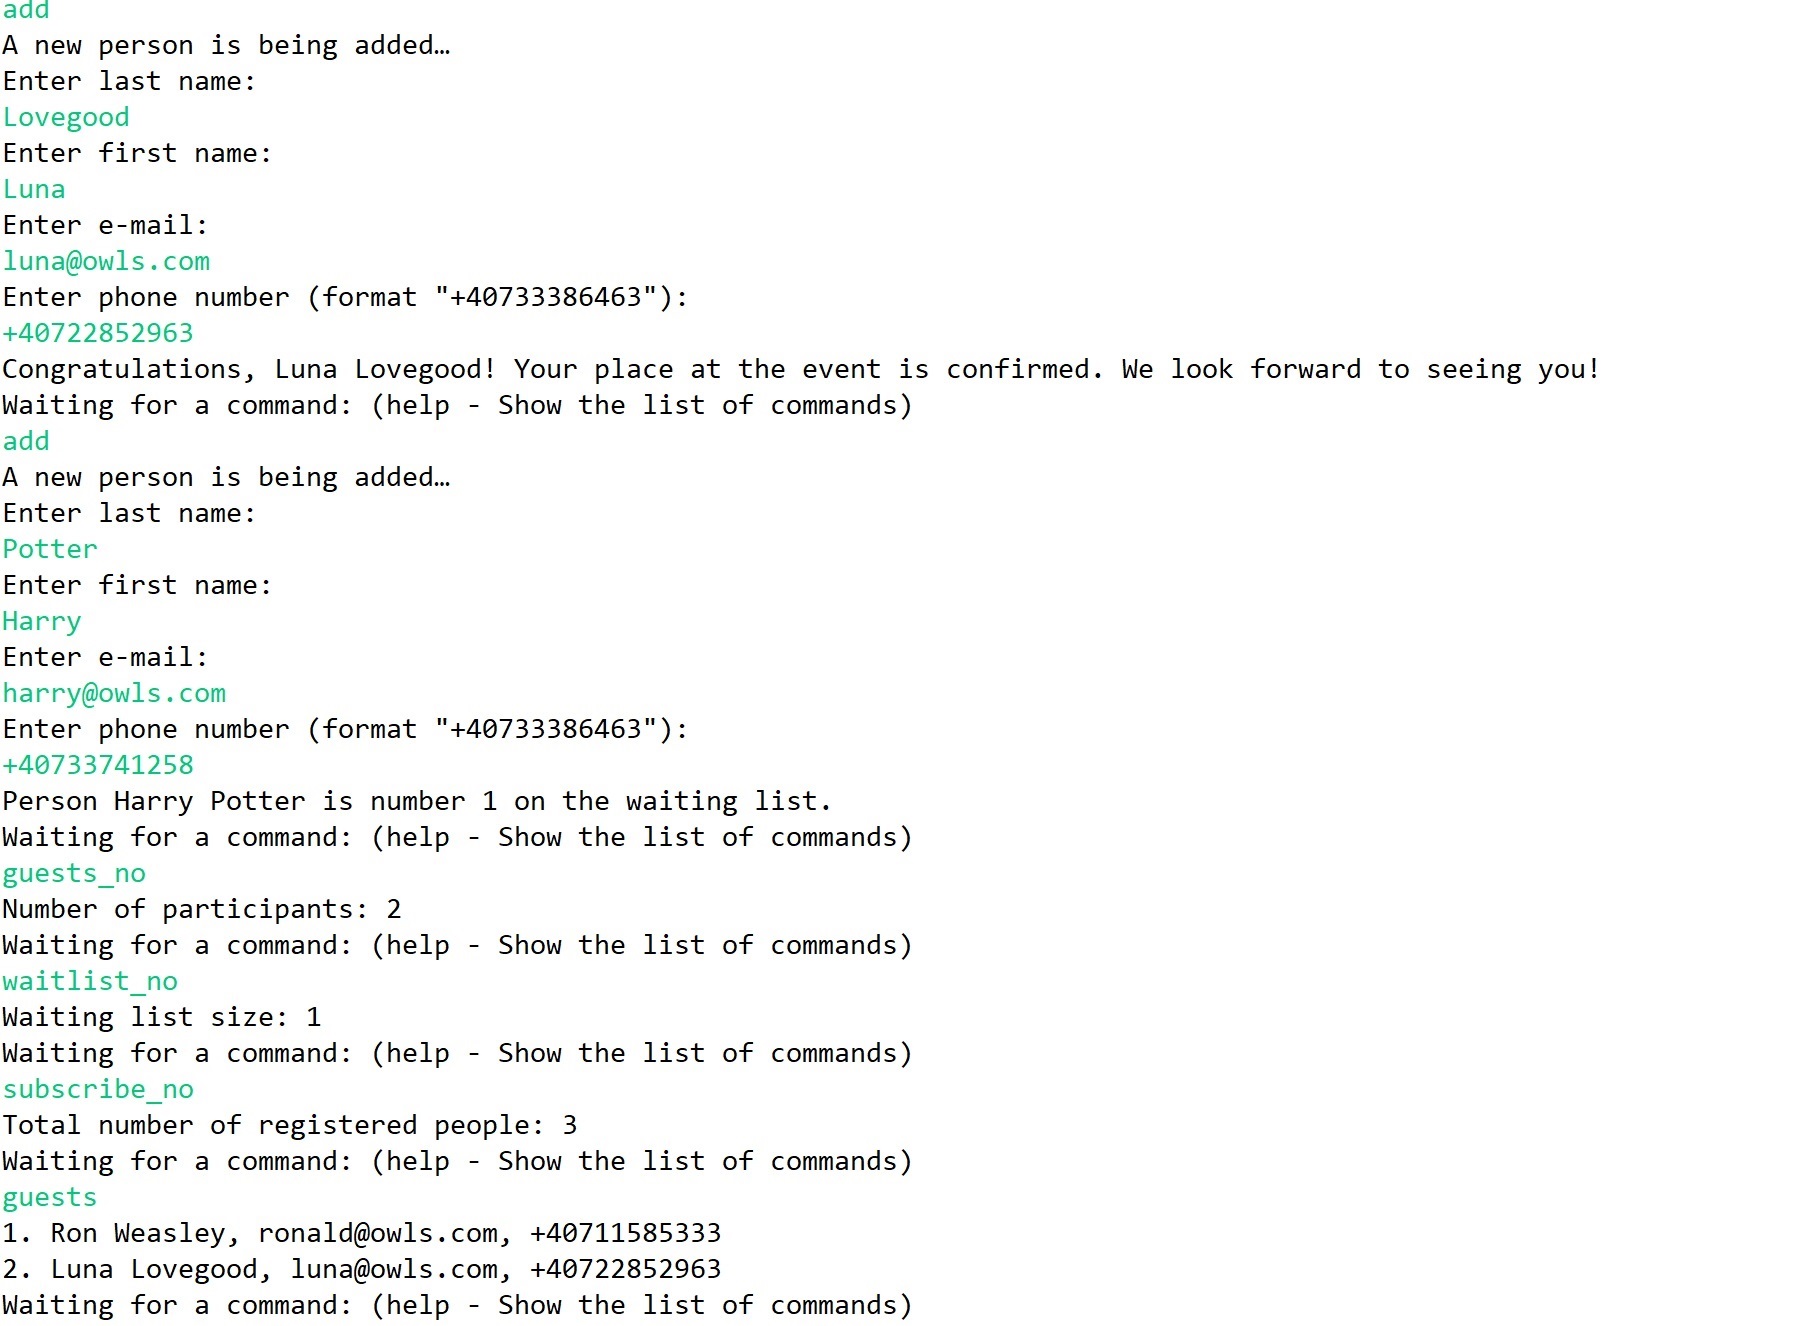 add
A new person is being added…
Enter last name:
Lovegood
Enter first name:
Luna
Enter e-mail:
luna@owls.com
Enter phone number (format "+40733386463"):
+40722852963
Congratulations, Luna Lovegood! Your place at the event is confirmed. We look forward to seeing you!
Waiting for a command: (help - Show the list of commands)
add
A new person is being added…
Enter last name:
Potter
Enter first name:
Harry
Enter e-mail:
harry@owls.com
Enter phone number (format "+40733386463"):
+40733741258
Person Harry Potter is number 1 on the waiting list.
Waiting for a command: (help - Show the list of commands)
guests_no
Number of participants: 2
Waiting for a command: (help - Show the list of commands)
waitlist_no
Waiting list size: 1
Waiting for a command: (help - Show the list of commands)
subscribe_no
Total number of registered people: 3
Waiting for a command: (help - Show the list of commands)
guests
1. Ron Weasley, ronald@owls.com, +40711585333
2. Luna Lovegood, luna@owls.com, +40722852963
Waiting for a command: (help - Show the list of commands)